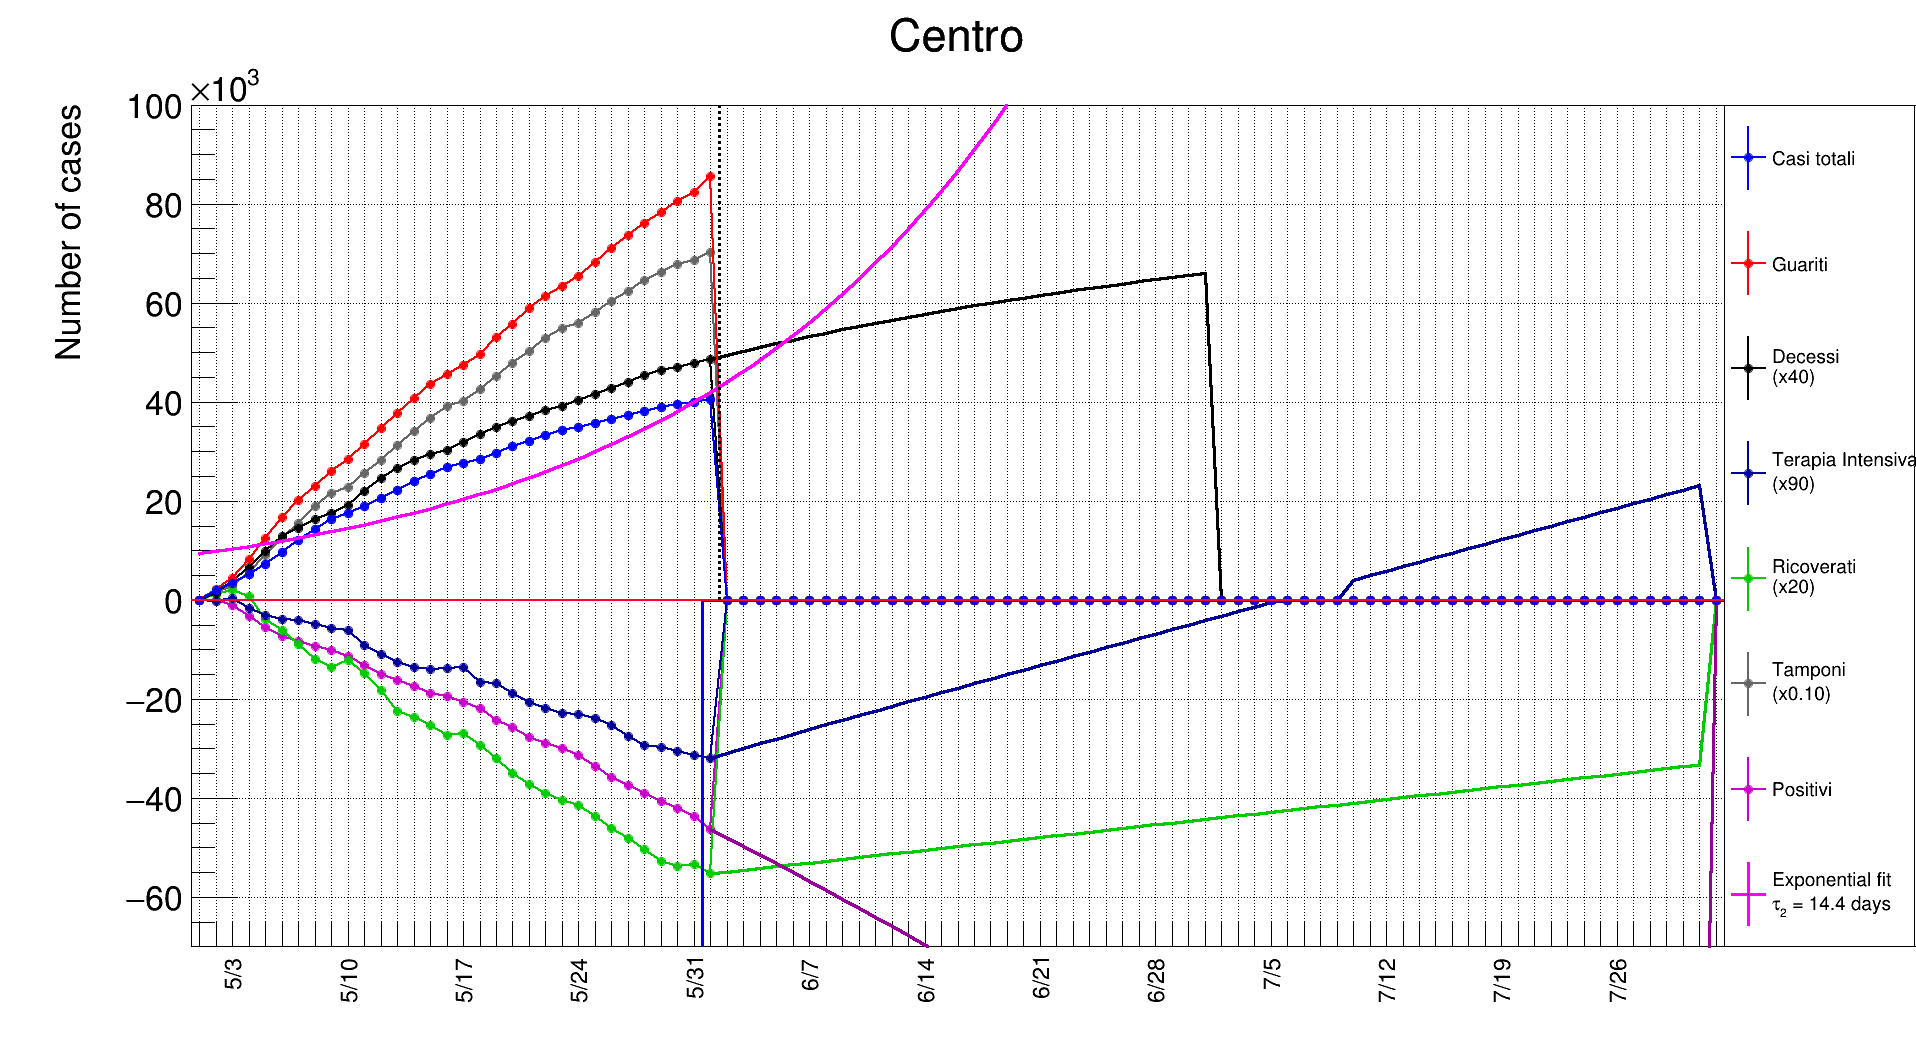 Centro
×10³
Number of cases
100
80
60
40
20
0
−20
−40
−60
5/3
5/10
5/17
5/24
5/31
6/7
6/14
6/21
6/28
7/5
7/12
7/19
7/26
Casi totali
Guariti
Decessi
(x40)
Terapia Intensiva
(x90)
Ricoverati
(x20)
Tamponi
(x0.10)
Positivi
Exponential fit
τ₂ = 14.4 days